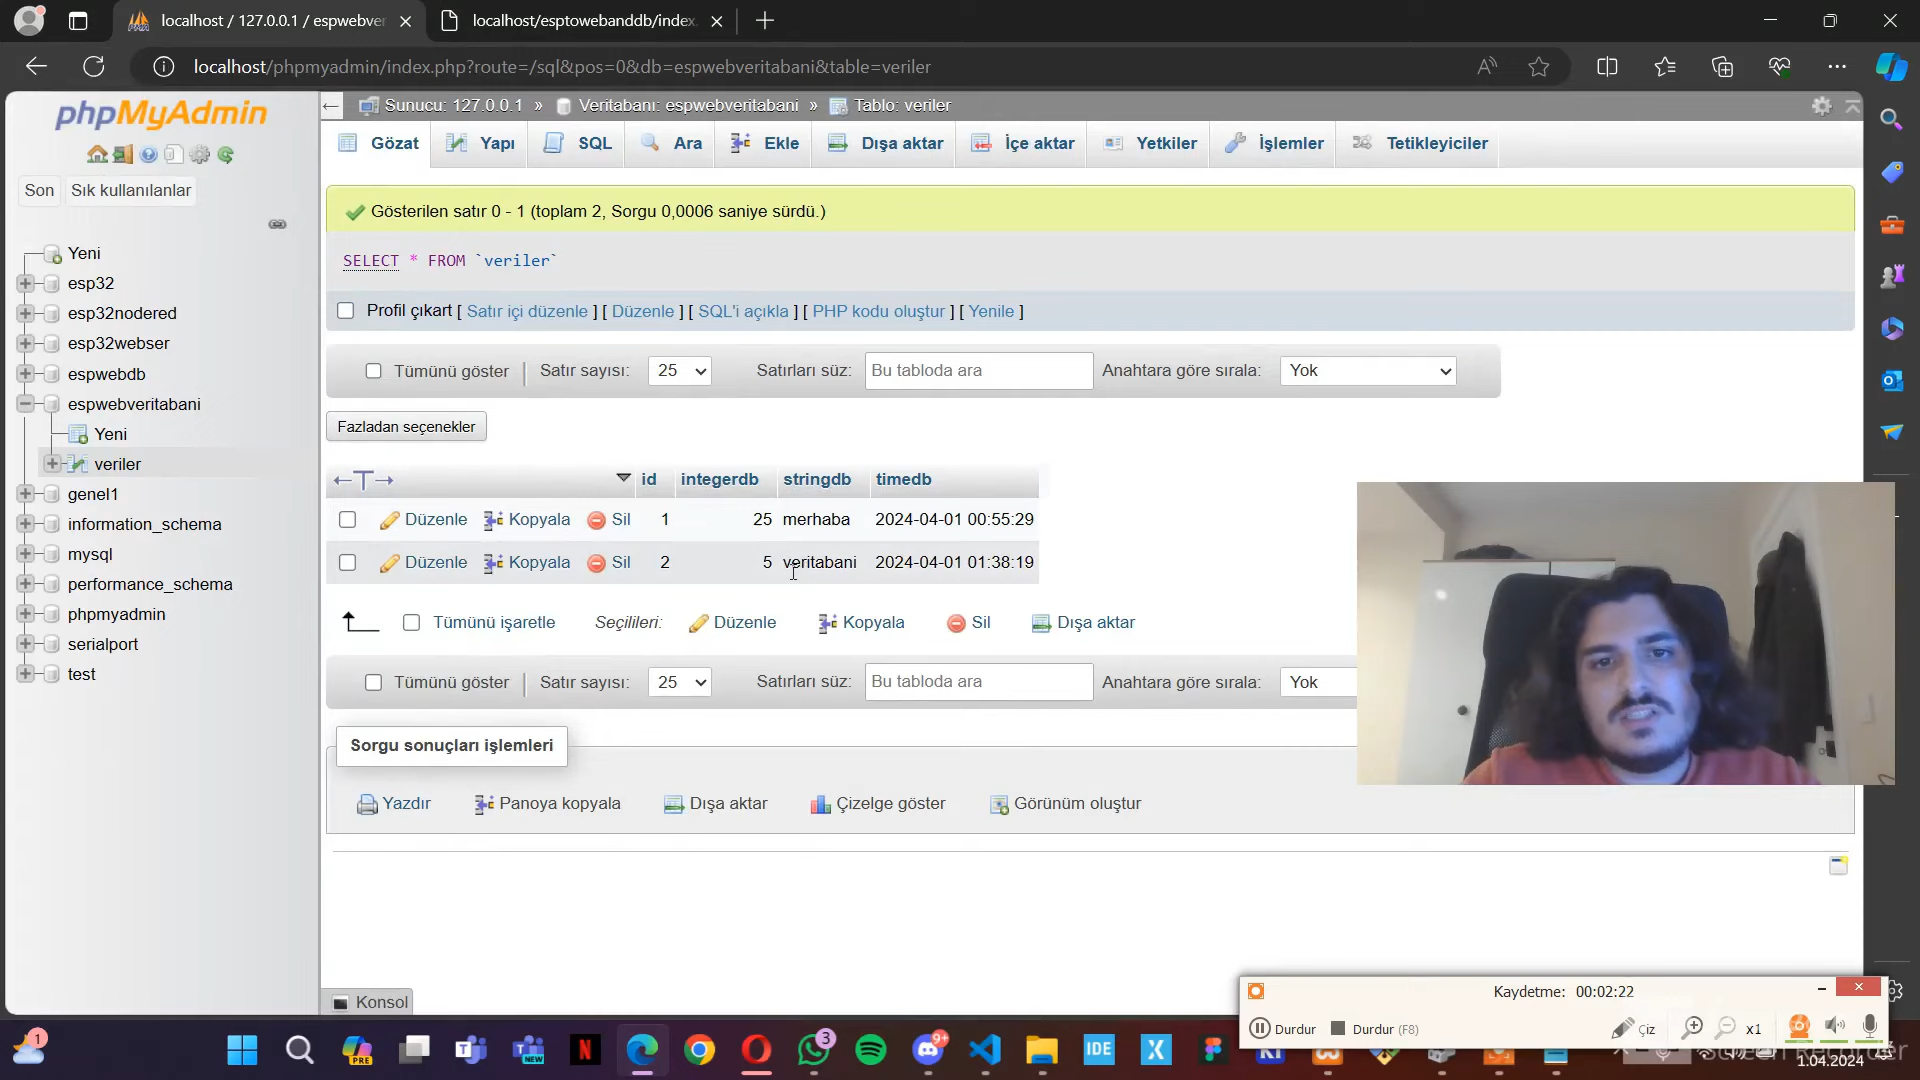 localhost / 127.0.0.1 / espwebver
localhost/esptowebanddb/index.
localhost/phpmyadmin/index.php?route=/sql&pos=0&db=espwebveritabani&table=veriler
phpMyAdmin
Son
Sık kullanılanlar
Yeni
esp32
esp32nodered
esp32webser
espwebdb
espwebveritabani
Yeni
veriler
genel1
information_schema
mysql
performance_schema
phpmyadmin
serialport
test
Sunucu: 127.0.0.1 » Veritabanı: espwebveritabani » Tablo: veriler
Gözat Yapı SQL Ara Ekle Dışa aktar İçe aktar Yetkiler İşlemler Tetikleyiciler
Gösterilen satır 0 - 1 (toplam 2, Sorgu 0,0006 saniye sürdü.)
SELECT * FROM `veriler`
Profil çıkart [ Satır içi düzenle ] [ Düzenle ] [ SQL'i açıkla ] [ PHP kodu oluştur ] [ Yenile ]
Tümünü göster | Satır sayısı: 25 Satırları süz: Bu tabloda ara Anahtara göre sırala: Yok
Fazladan seçenekler
←T→ id integerdb stringdb timedb
Düzenle Kopyala Sil 1 25 merhaba 2024-04-01 00:55:29
Düzenle Kopyala Sil 2 5 veritabani 2024-04-01 01:38:19
Tümünü işaretle Seçilileri: Düzenle Kopyala Sil Dışa aktar
Tümünü göster | Satır sayısı: 25 Satırları süz: Bu tabloda ara Anahtara göre sırala: Yok
Sorgu sonuçları işlemleri
Yazdır Panoya kopyala Dışa aktar Çizelge göster Görünüm oluştur
Konsol
Kaydetme: 00:02:22
Durdur Durdur (F8) Çiz x1
1
PRE
NEW
N
3
9+
IDE
X
1.04.2024